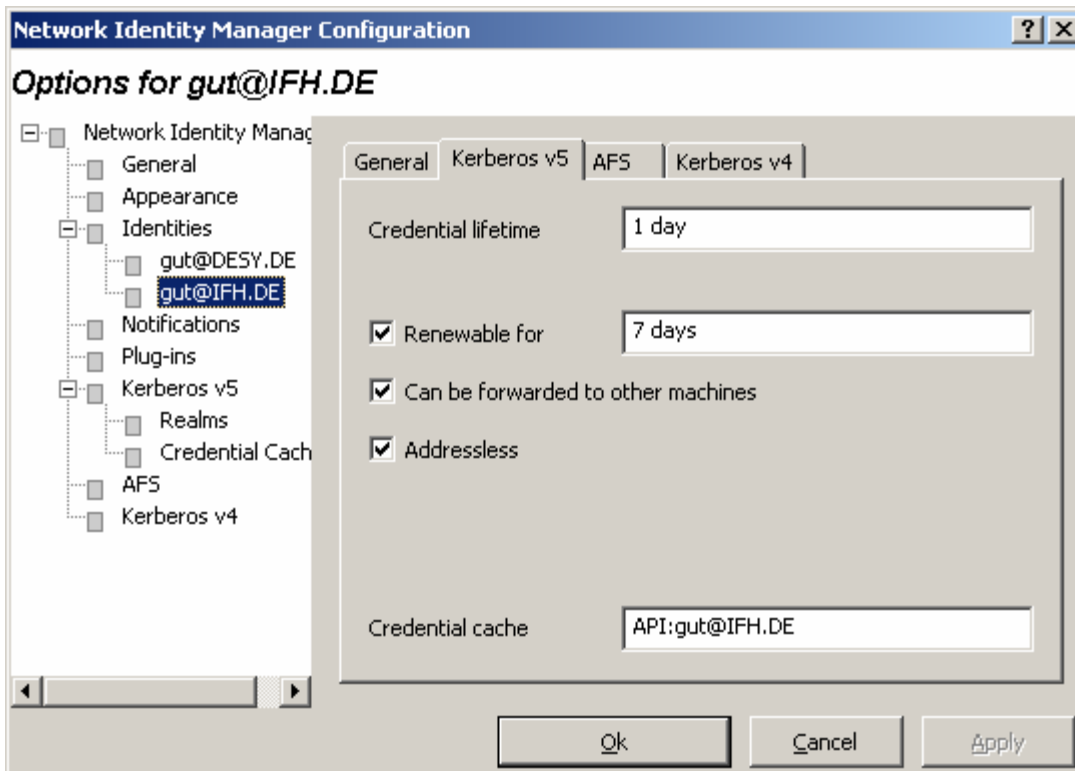 Network Identity Manager Configuration
Options for gut@IFH.DE
Network Identity Manag
General
Appearance
Identities
gut@DESY.DE
gut@IFH.DE
Notifications
Plug-ins
Kerberos v5
Realms
Credential Cach
AFS
Kerberos v4
General Kerberos v5 AFS Kerberos v4
Credential lifetime 1 day
Renewable for 7 days
Can be forwarded to other machines
Addressless
Credential cache API:gut@IFH.DE
Ok Cancel Apply